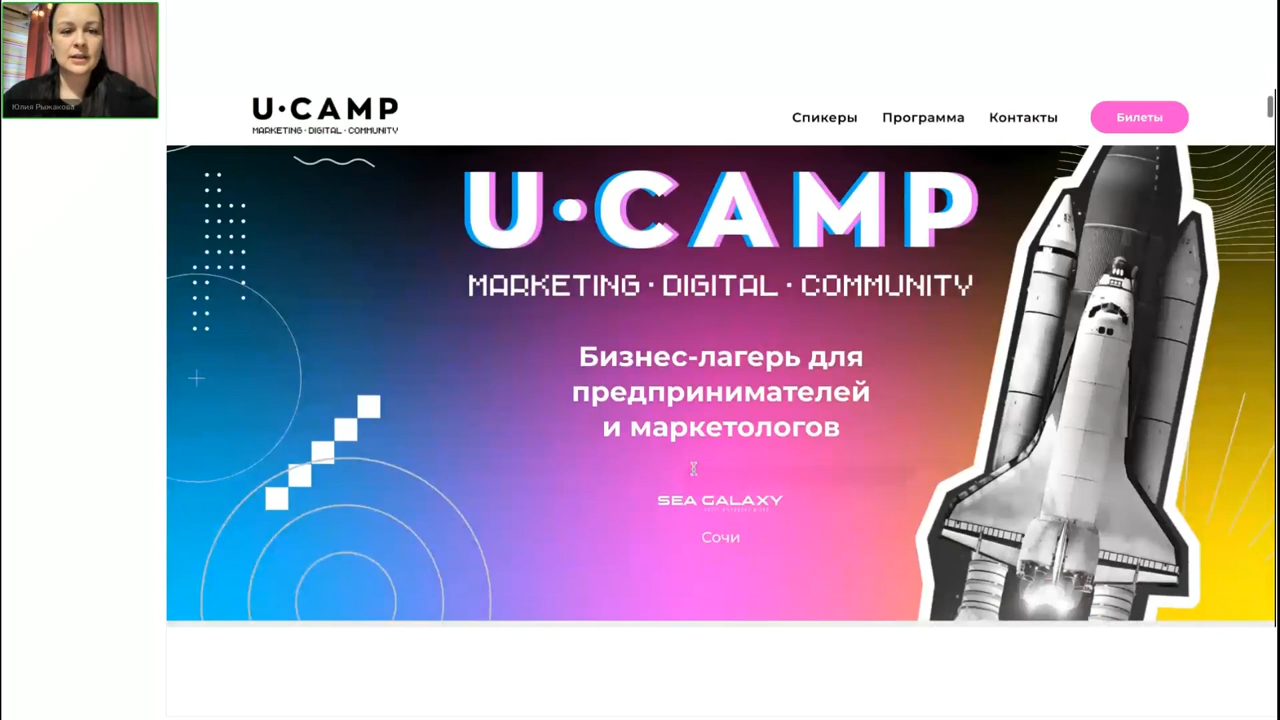 Юлия Рыжакова
U·CAMP
MARKETING · DIGITAL · COMMUNITY
Спикеры
Программа
Контакты
Билеты
U·CAMP
MARKETING · DIGITAL · COMMUNITY
Бизнес-лагерь для
предпринимателей
и маркетологов
SEA GALAXY
Сочи